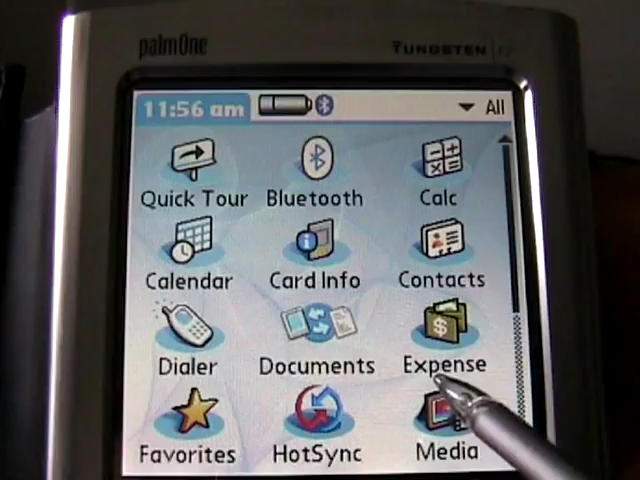 palmOne
TUNGSTEN
11:56 am
All
Quick Tour
Bluetooth
Calc
Calendar
Card Info
Contacts
Dialer
Documents
Expense
Favorites
HotSync
Media